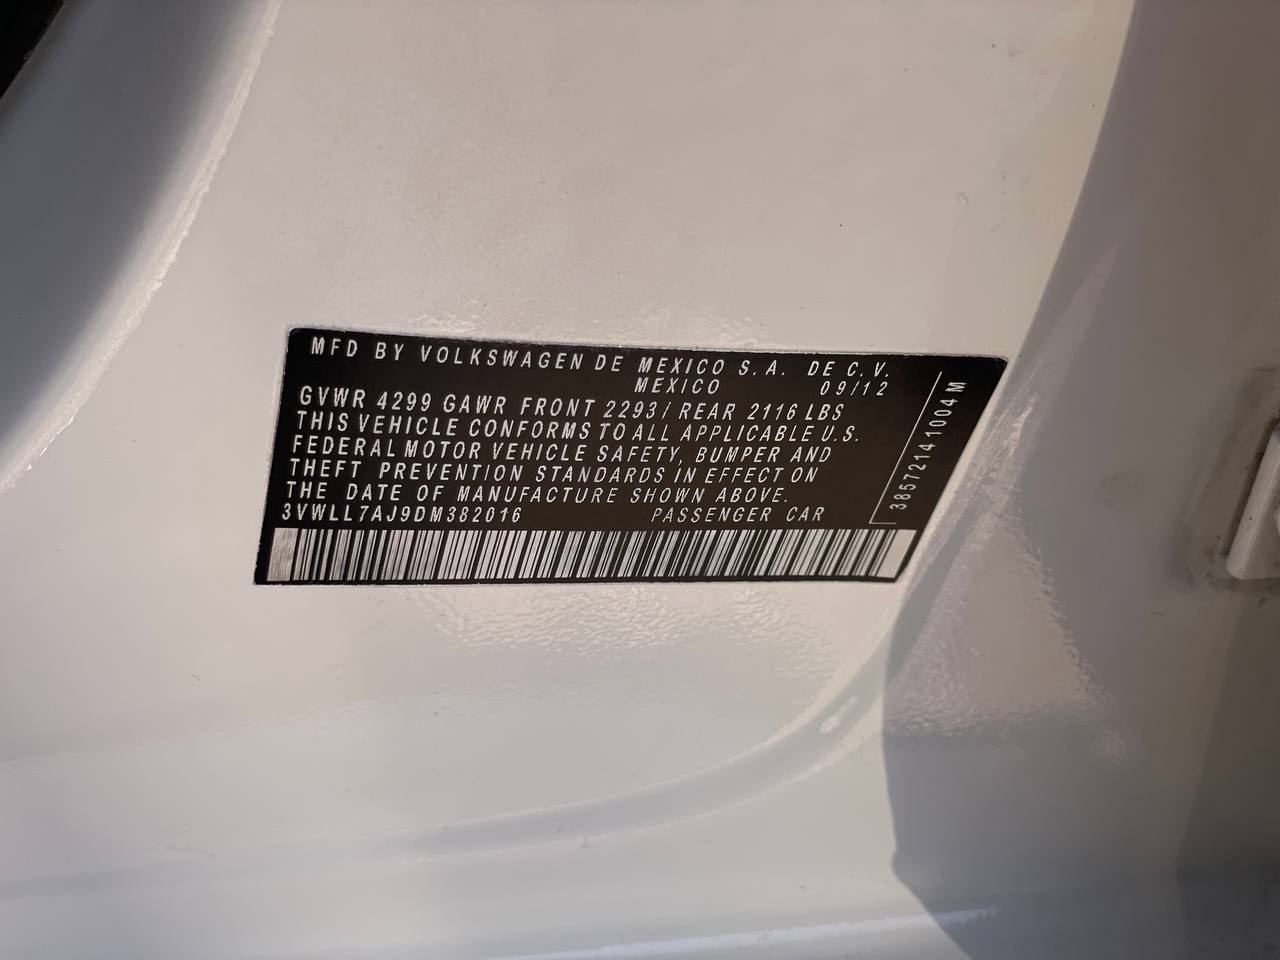 MFD BY VOLKSWAGEN DE MEXICO S.A. DE C.V.
MEXICO 09/12
GVWR 4299 GAWR FRONT 2293/ REAR 2116 LBS
THIS VEHICLE CONFORMS TO ALL APPLICABLE U.S.
FEDERAL MOTOR VEHICLE SAFETY, BUMPER AND
THEFT PREVENTION STANDARDS IN EFFECT ON
THE DATE OF MANUFACTURE SHOWN ABOVE.
3VWLL7AJ9DM382016 PASSENGER CAR
3857214 1004M